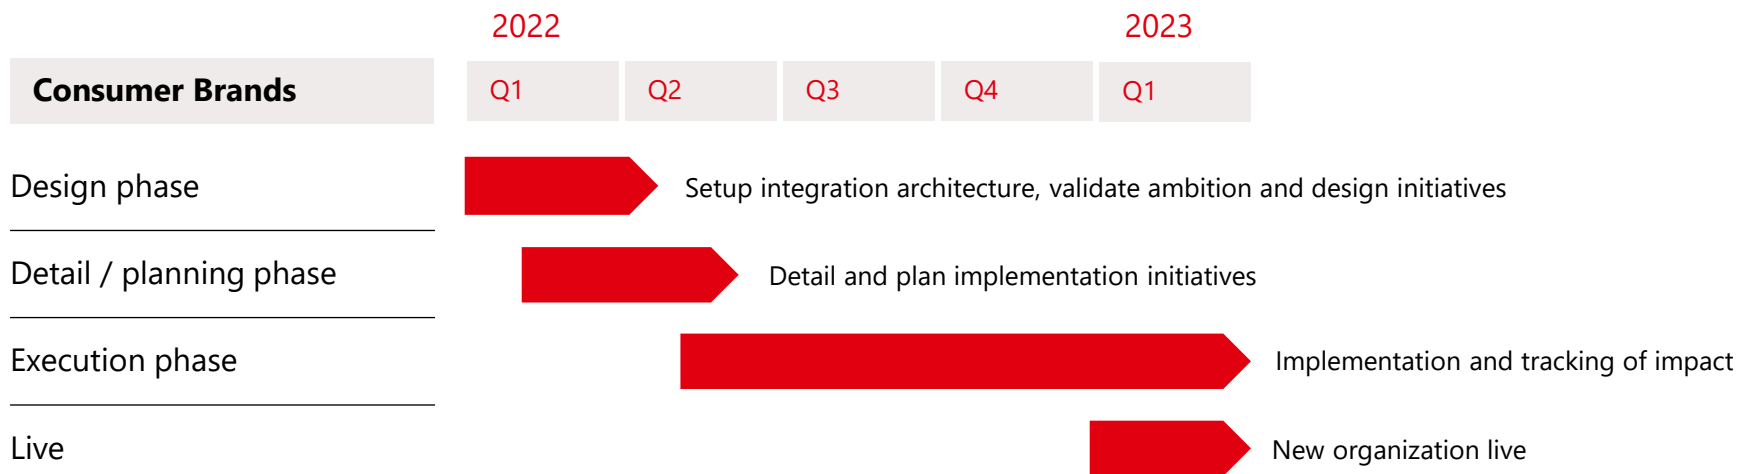 2022 2023
Consumer Brands Q1 Q2 Q3 Q4 Q1
Design phase Setup integration architecture, validate ambition and design initiatives
Detail / planning phase Detail and plan implementation initiatives
Execution phase Implementation and tracking of impact
Live New organization live